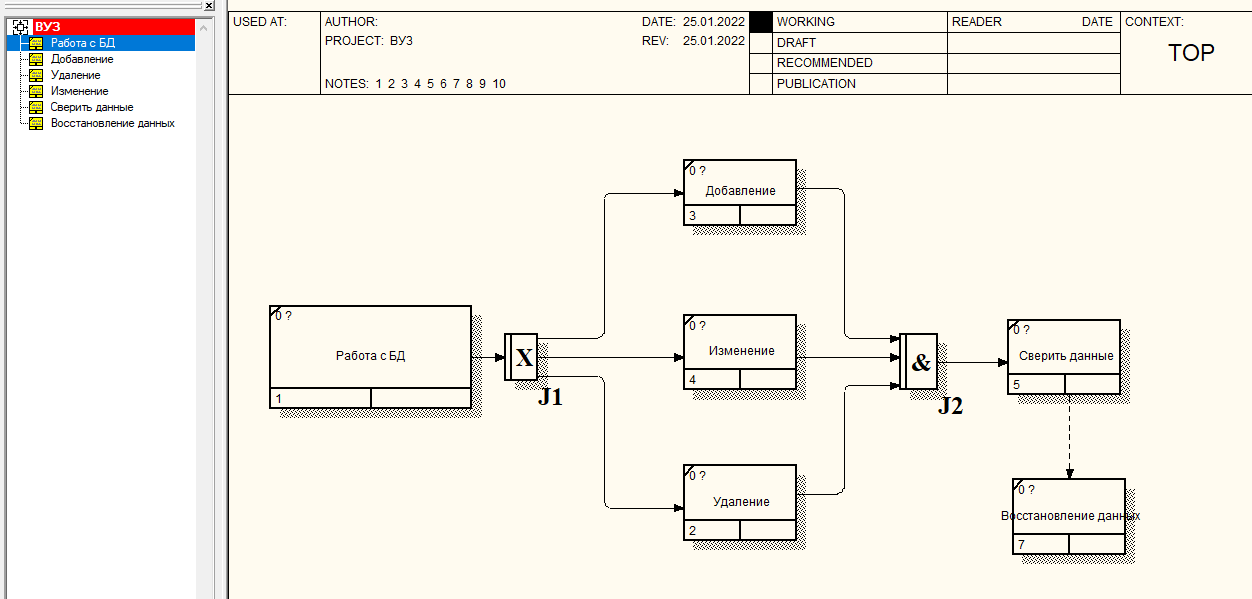 ВУЗ
Работа с БД
Добавление
Удаление
Изменение
Сверить данные
Восстановление данных
USED AT:
AUTHOR:
PROJECT: ВУЗ
NOTES: 1 2 3 4 5 6 7 8 9 10
DATE: 25.01.2022
REV: 25.01.2022
WORKING
DRAFT
RECOMMENDED
PUBLICATION
READER DATE
CONTEXT:
TOP
0 ?
Работа с БД
1
X
J1
0 ?
Добавление
3
0 ?
Изменение
4
0 ?
Удаление
2
&
J2
0 ?
Сверить данные
5
0 ?
Восстановление данных
7